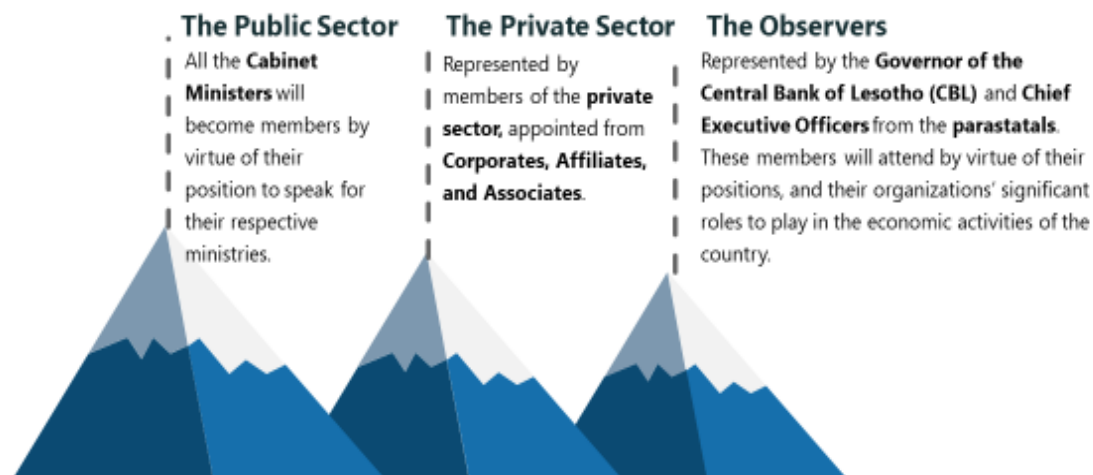 The Public Sector
All the Cabinet
Ministers will
become members by
virtue of their
position to speak for
their respective
ministries.
The Private Sector
Represented by
members of the private
sector, appointed from
Corporates, Affiliates,
and Associates.
The Observers
Represented by the Governor of the
Central Bank of Lesotho (CBL) and Chief
Executive Officers from the parastatals.
These members will attend by virtue of their
positions, and their organizations' significant
roles to play in the economic activities of the
country.